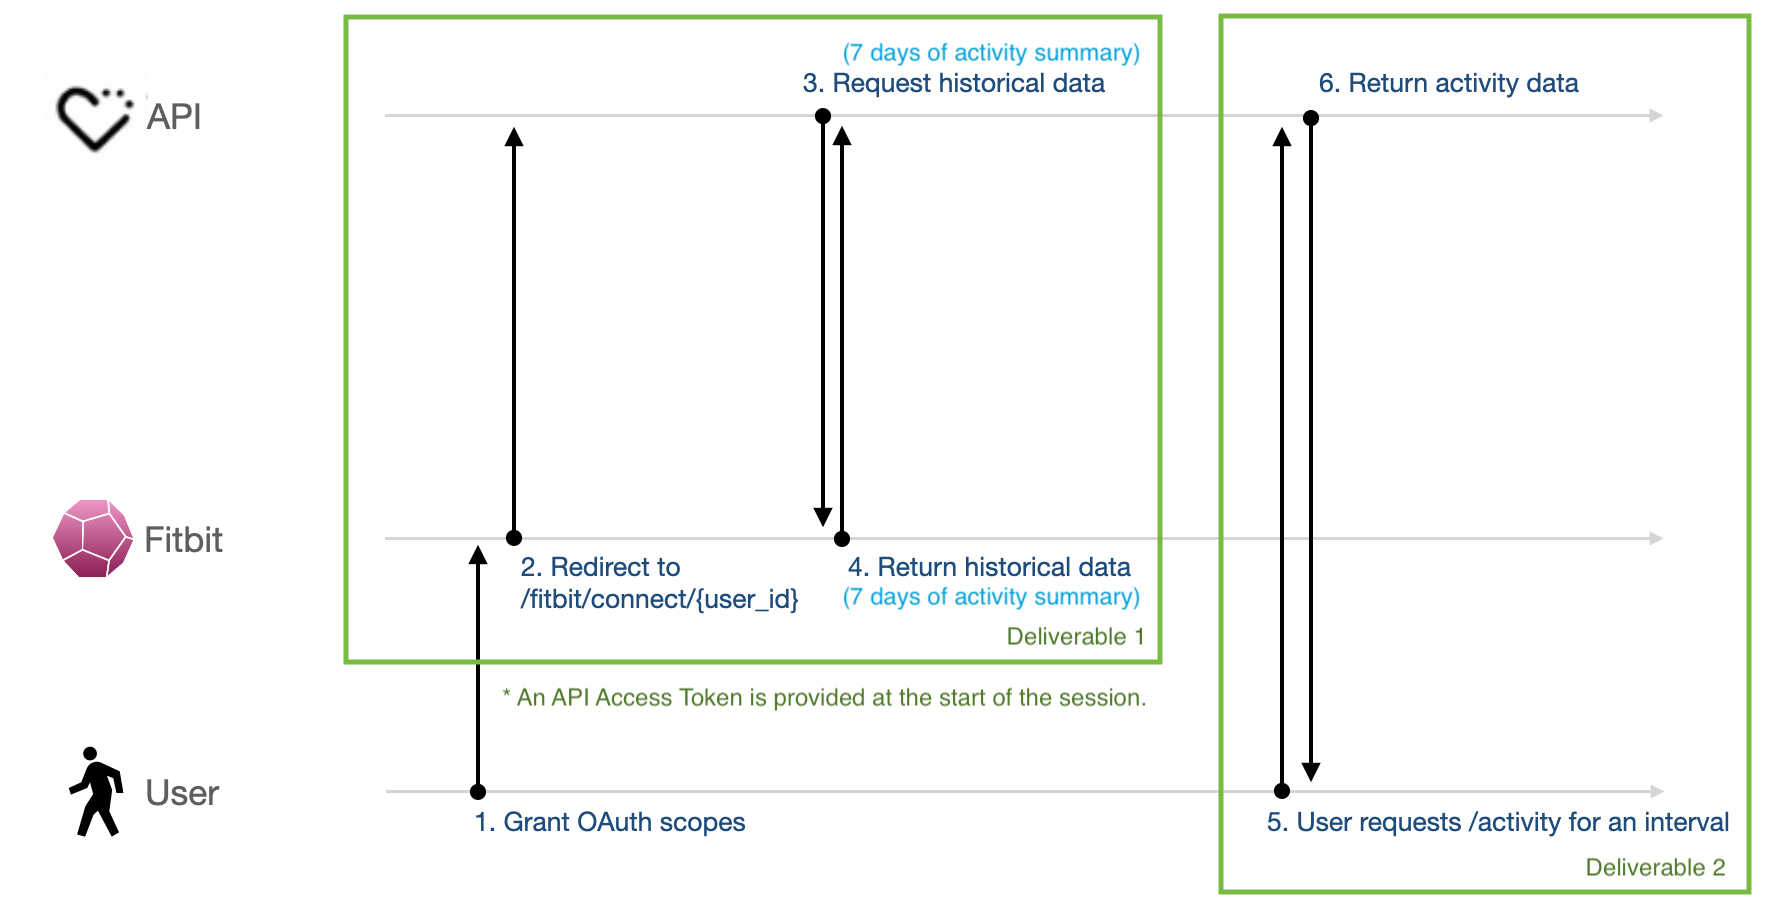 (7 days of activity summary)
3. Request historical data
6. Return activity data
API
Fitbit
2. Redirect to
/fitbit/connect/{user_id}
4. Return historical data
(7 days of activity summary)
Deliverable 1
* An API Access Token is provided at the start of the session.
User
1. Grant OAuth scopes
5. User requests /activity for an interval
Deliverable 2